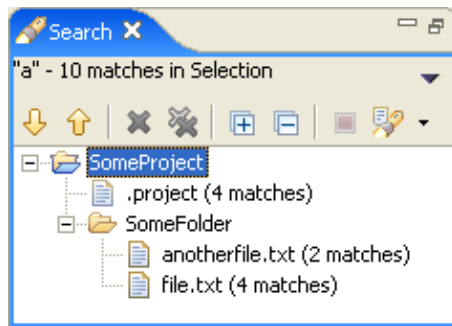 Search
"a" - 10 matches in Selection
SomeProject
.project (4 matches)
SomeFolder
anotherfile.txt (2 matches)
file.txt (4 matches)